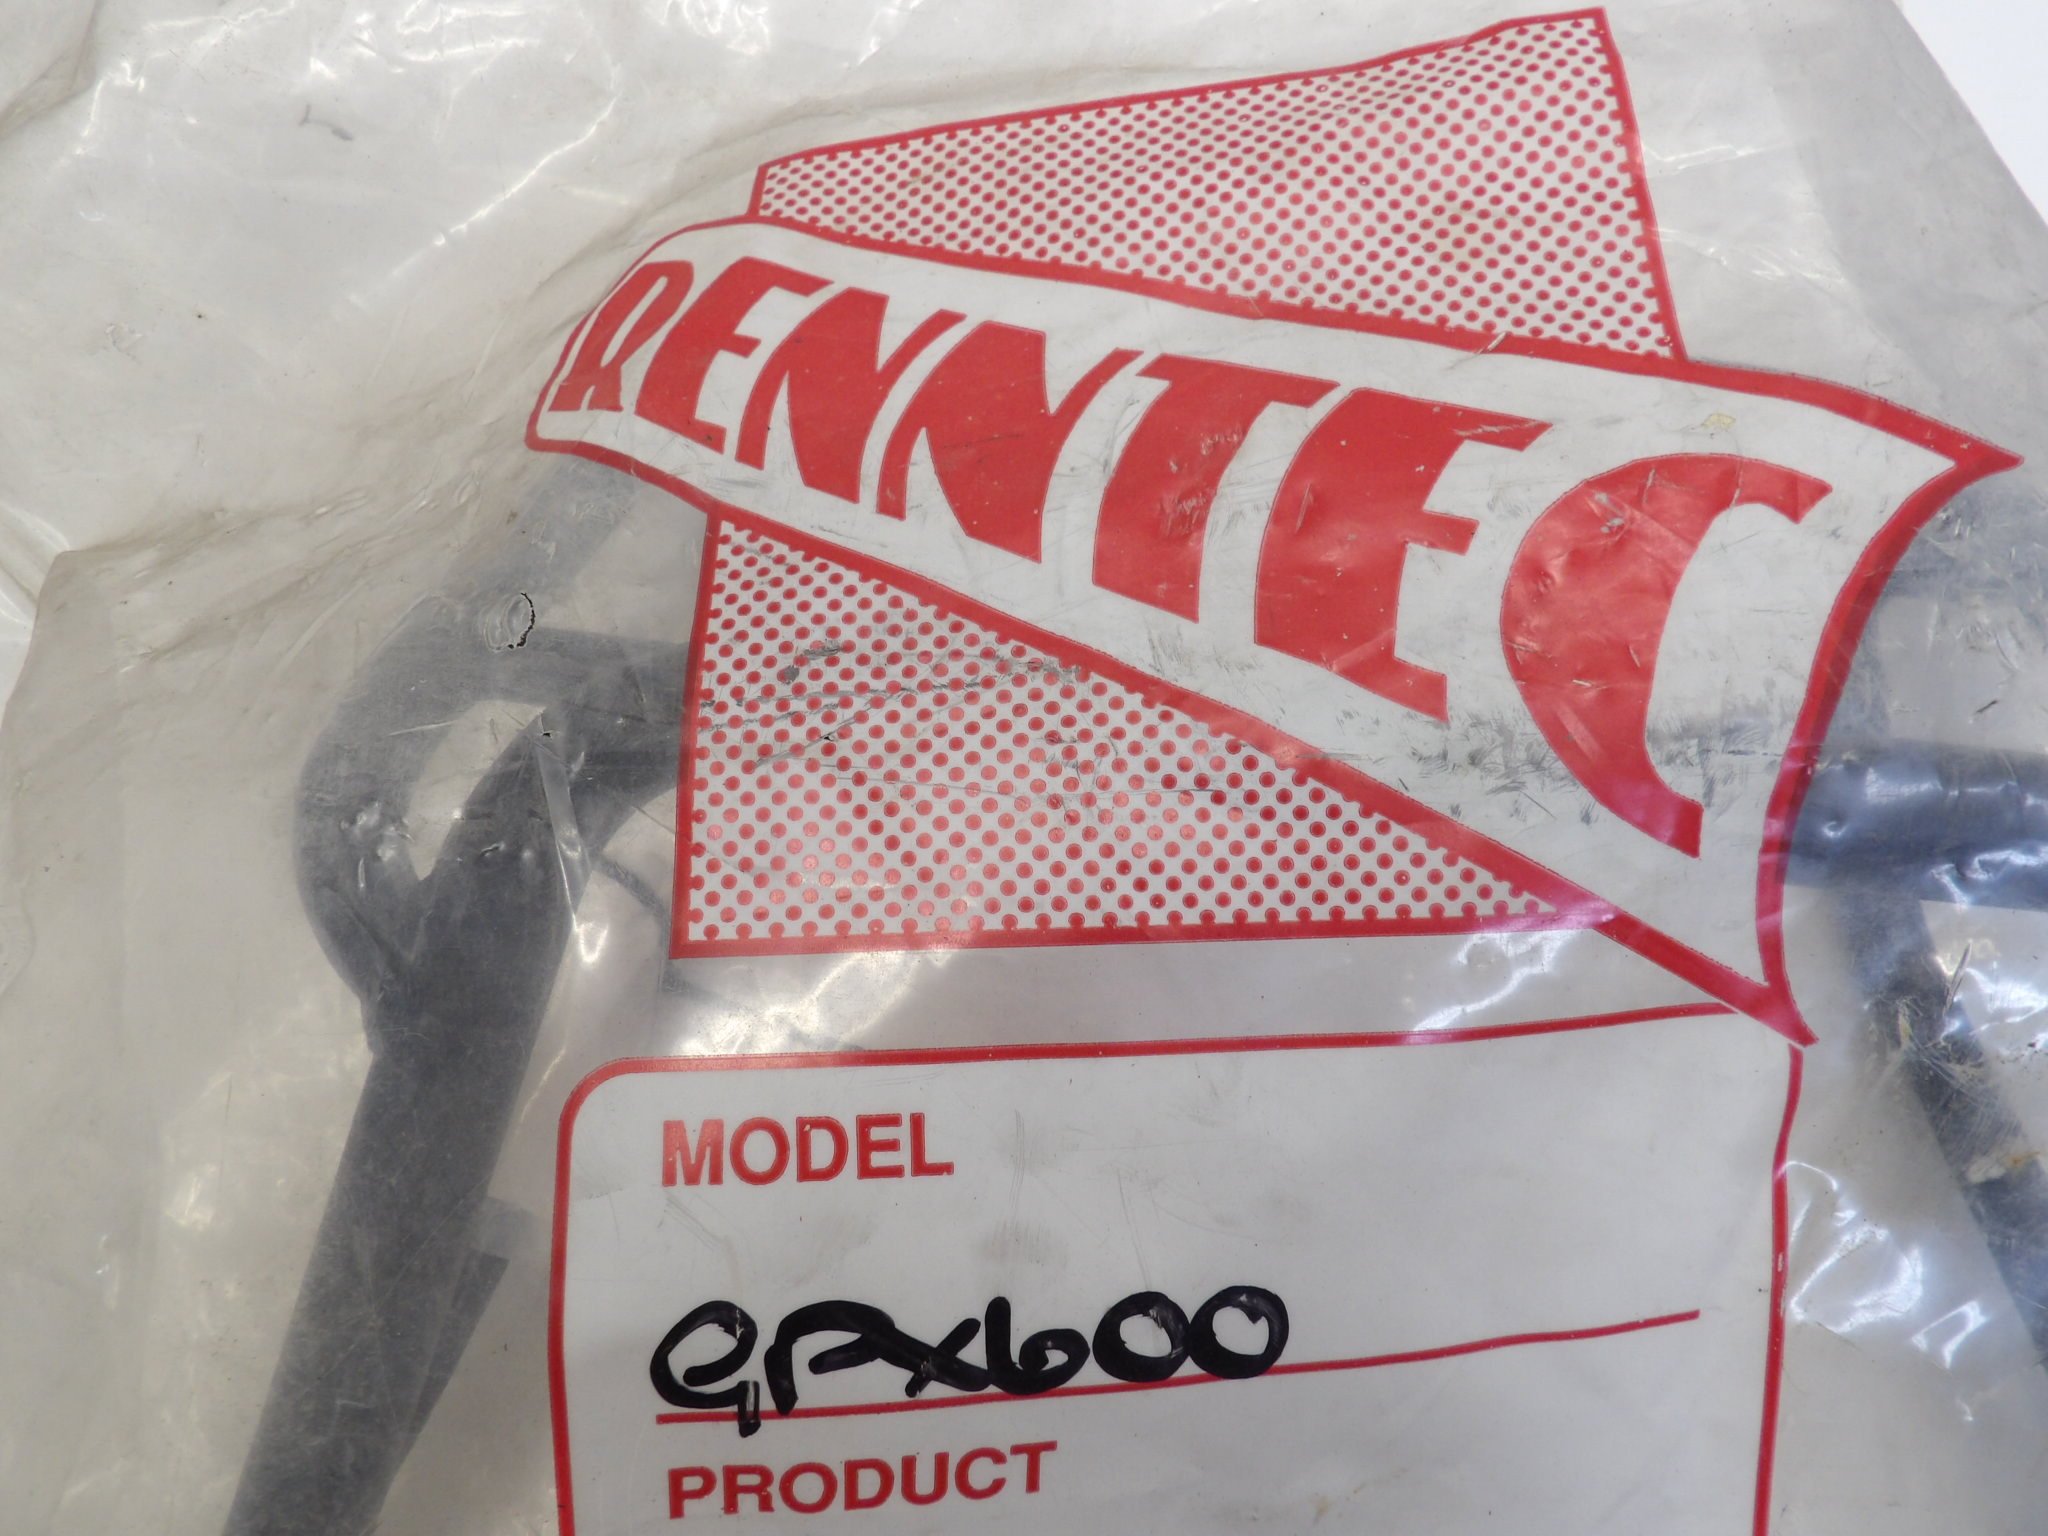 RENNTEC
MODEL
GPX600
PRODUCT